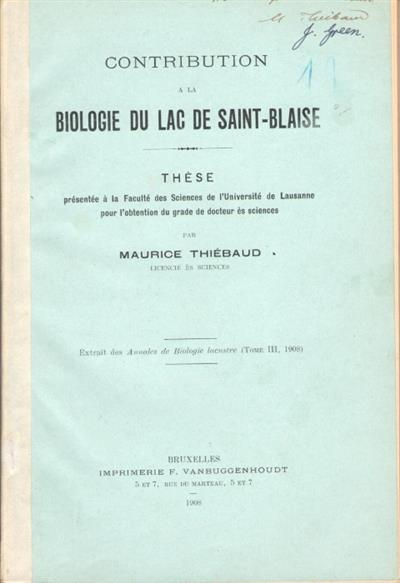 M Thiébaud
J. Green.
11
CONTRIBUTION
A LA
BIOLOGIE DU LAC DE SAINT-BLAISE
THÈSE
présentée à la Faculté des Sciences de l'Université de Lausanne
pour l'obtention du grade de docteur ès sciences
PAR
MAURICE THIÉBAUD
LICENCIÉ ÈS SCIENCES
Extrait des Annales de Biologie lacustre (TOME III, 1908)
BRUXELLES
IMPRIMERIE F. VANBUGGENHOUDT
5 ET 7, RUE DU MARTEAU, 5 ET 7
1908